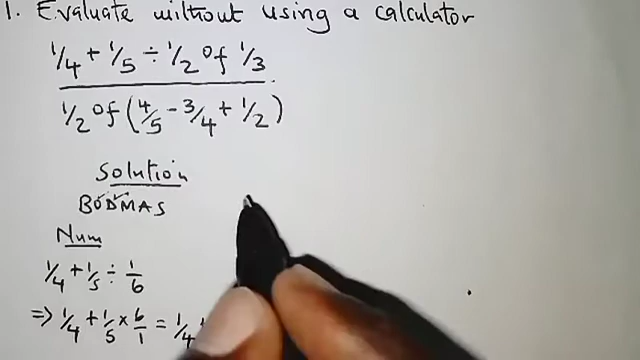 1. Evaluate without using a calculator
1/4 + 1/5 ÷ 1/2 of 1/3
1/2 of (4/5 - 3/4 + 1/2)
Solution
BODMAS
Num
1/4 + 1/5 ÷ 1/6
=> 1/4 + 1/5 × 6/1 = 1/4